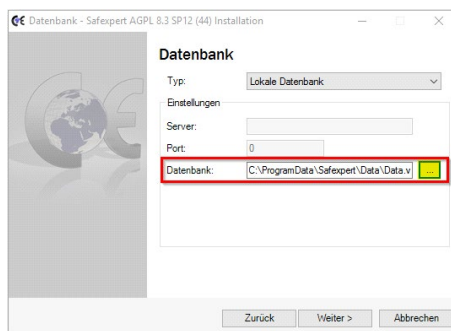 Datenbank - Safexpert AGPL 8.3 SP12 (44) Installation
Datenbank
Typ: Lokale Datenbank
Einstellungen
Server:
Port: 0
Datenbank: C:\ProgramData\Safexpert\Data\Data.v ...
Zurück Weiter > Abbrechen